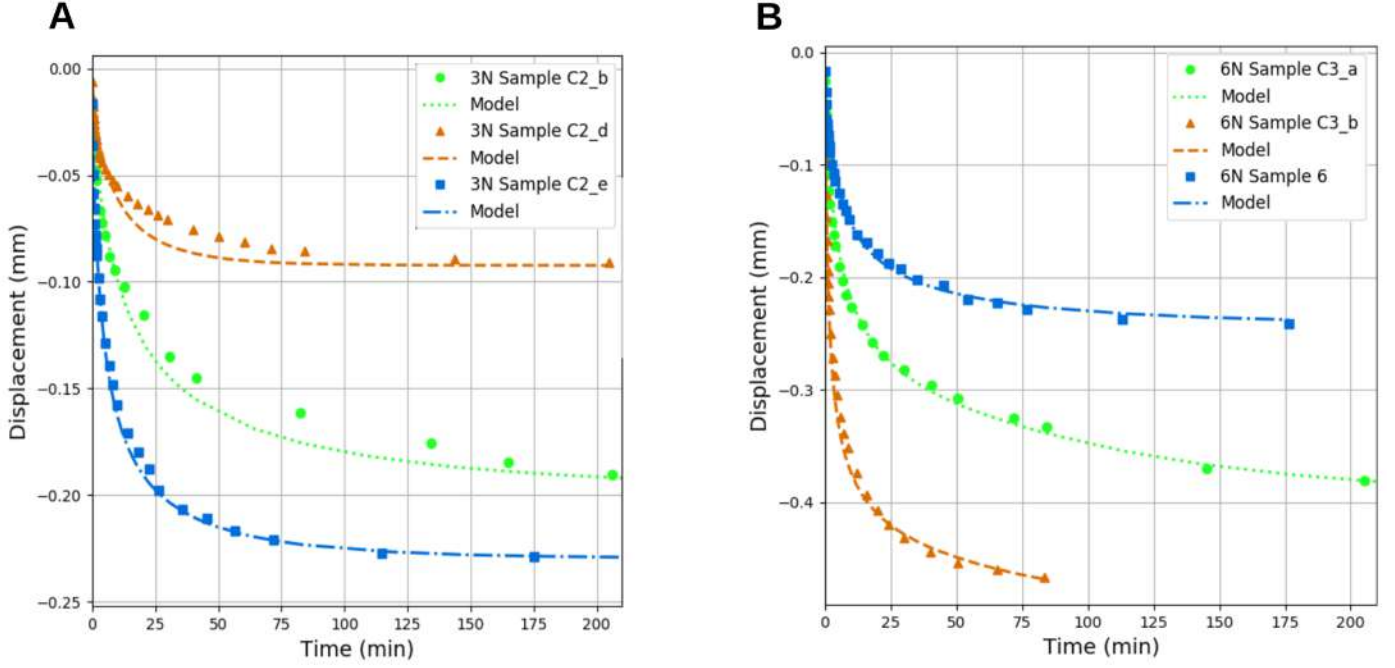 A
0.00
−0.05
−0.10
−0.15
−0.20
−0.25
Displacement (mm)
0 25 50 75 100 125 150 175 200
Time (min)
3N Sample C2_b
Model
3N Sample C2_d
Model
3N Sample C2_e
Model
B
0.0
−0.1
−0.2
−0.3
−0.4
Displacement (mm)
0 25 50 75 100 125 150 175 200
Time (min)
6N Sample C3_a
Model
6N Sample C3_b
Model
6N Sample 6
Model